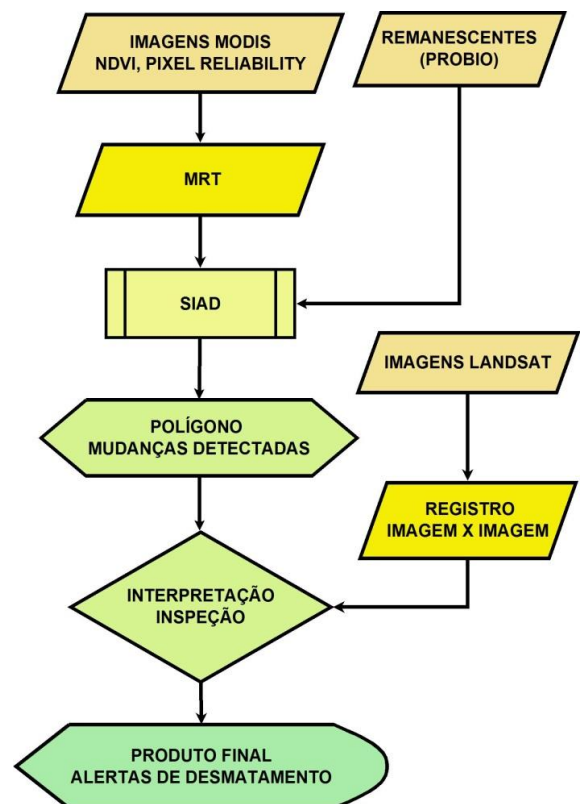 IMAGENS MODIS
NDVI, PIXEL RELIABILITY
REMANESCENTES
(PROBIO)
MRT
SIAD
IMAGENS LANDSAT
POLÍGONO
MUDANÇAS DETECTADAS
REGISTRO
IMAGEM X IMAGEM
INTERPRETAÇÃO
INSPEÇÃO
PRODUTO FINAL
ALERTAS DE DESMATAMENTO